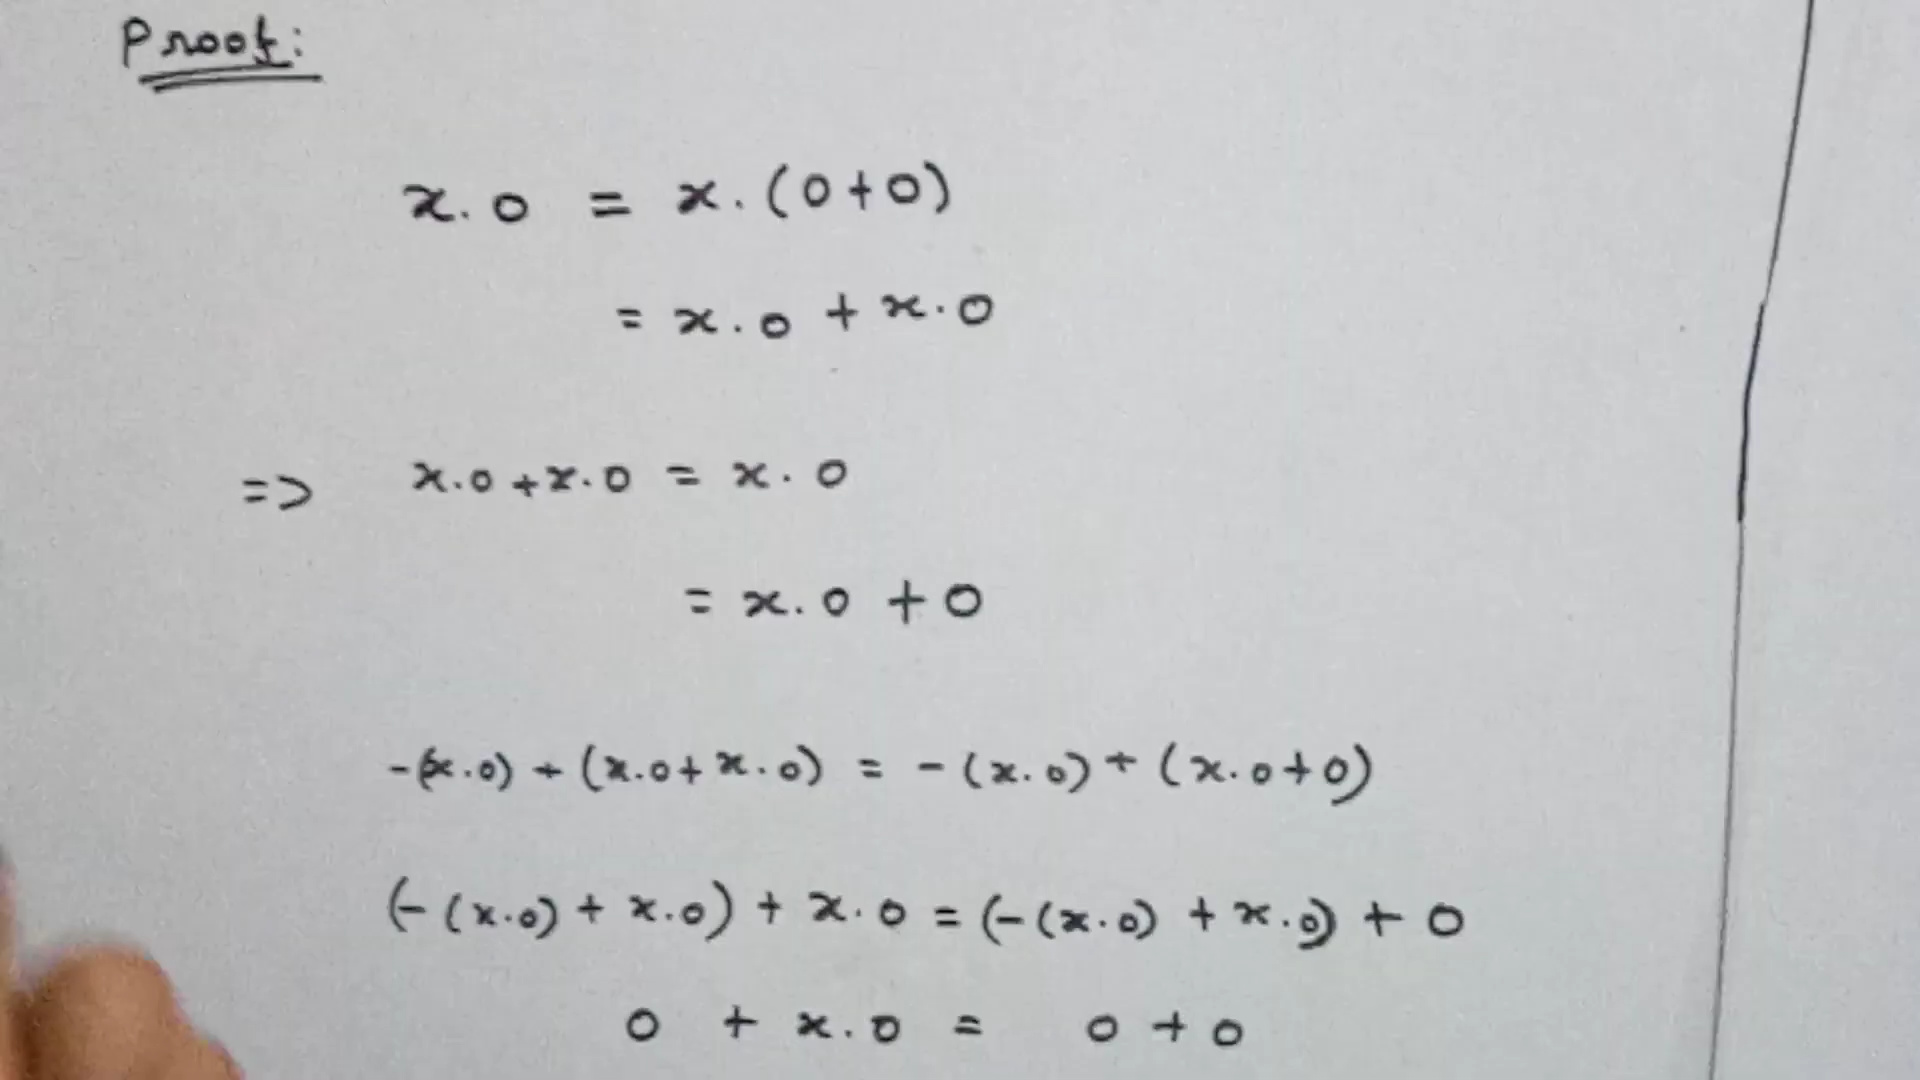 Proof:
x.0 = x.(0+0)
= x.0 + x.0
=> x.0+x.0 = x.0
= x.0 +0
-(x.0) + (x.0+x.0) = -(x.0) + (x.0+0)
(-(x.0) + x.0) + x.0 = (-(x.0) + x.0) + 0
0 + x.0 = 0+0